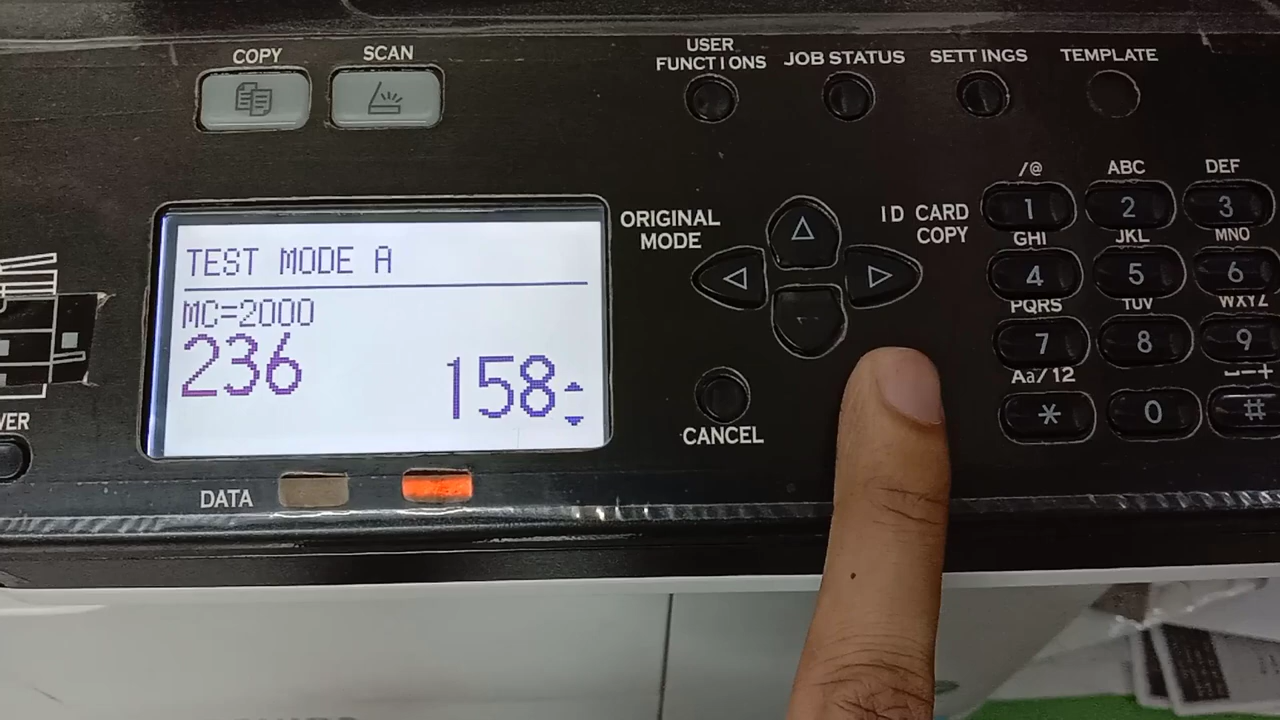 COPY
SCAN
USER
FUNCTIONS
JOB STATUS
SETTINGS
TEMPLATE
TEST MODE A
MC=2000
236
158
ORIGINAL
MODE
ID CARD
COPY
CANCEL
/@
ABC
DEF
1
2
3
GHI
JKL
MNO
4
5
6
PQRS
TUV
WXYZ
7
8
9
Aa/12
*
0
#
VER
DATA